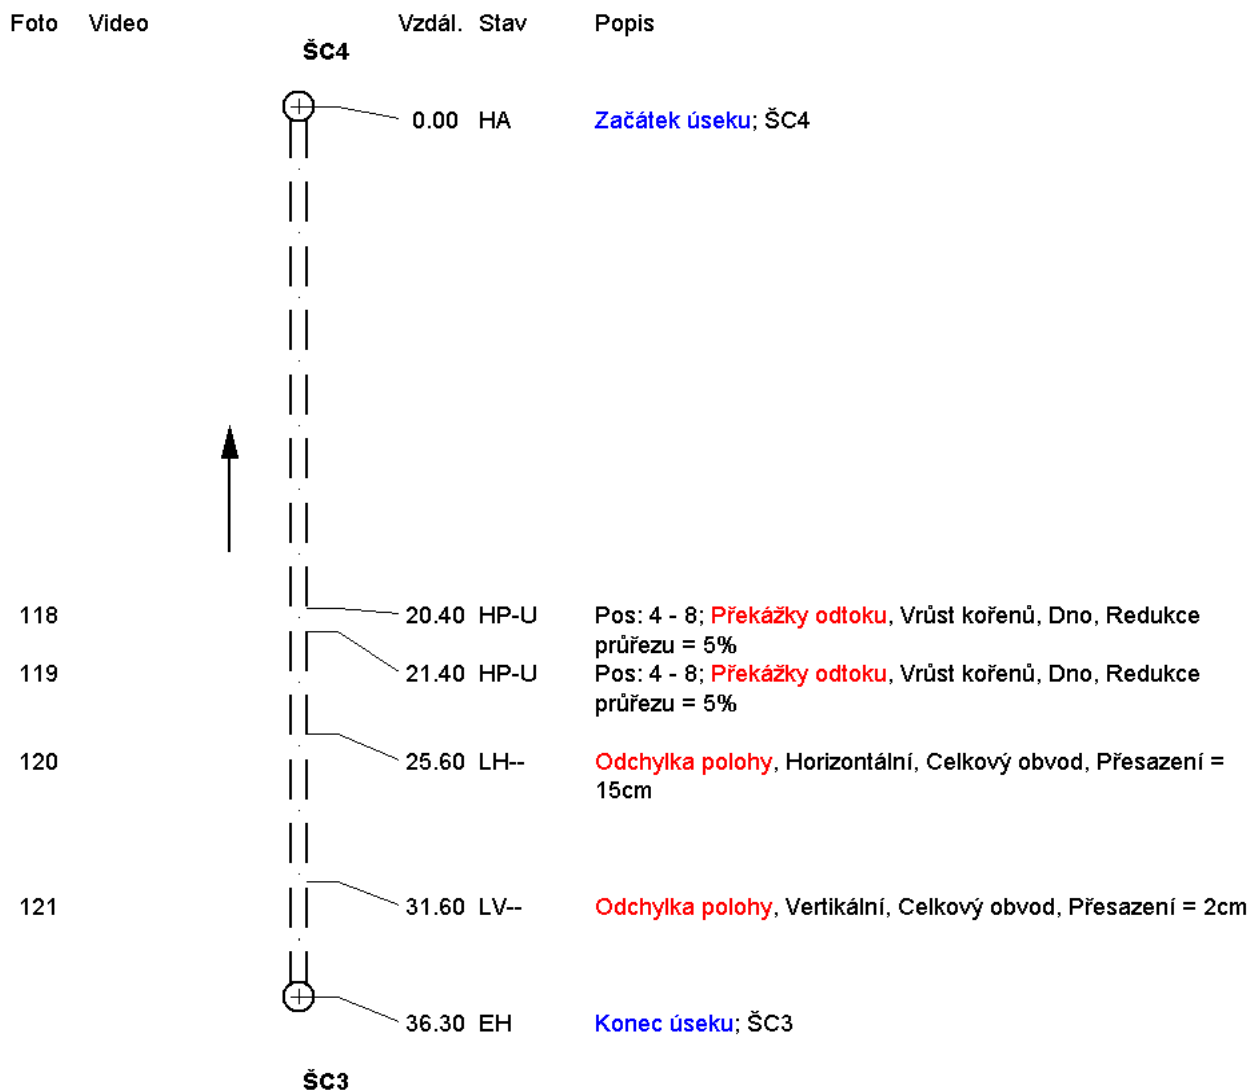 Foto Video Vzdál. Stav Popis
ŠC4
0.00 HA Začátek úseku; ŠC4
118 20.40 HP-U Pos: 4 - 8; Překážky odtoku, Vrůst kořenů, Dno, Redukce
průřezu = 5%
119 21.40 HP-U Pos: 4 - 8; Překážky odtoku, Vrůst kořenů, Dno, Redukce
průřezu = 5%
120 25.60 LH-- Odchylka polohy, Horizontální, Celkový obvod, Přesazení =
15cm
121 31.60 LV-- Odchylka polohy, Vertikální, Celkový obvod, Přesazení = 2cm
36.30 EH Konec úseku; ŠC3
ŠC3